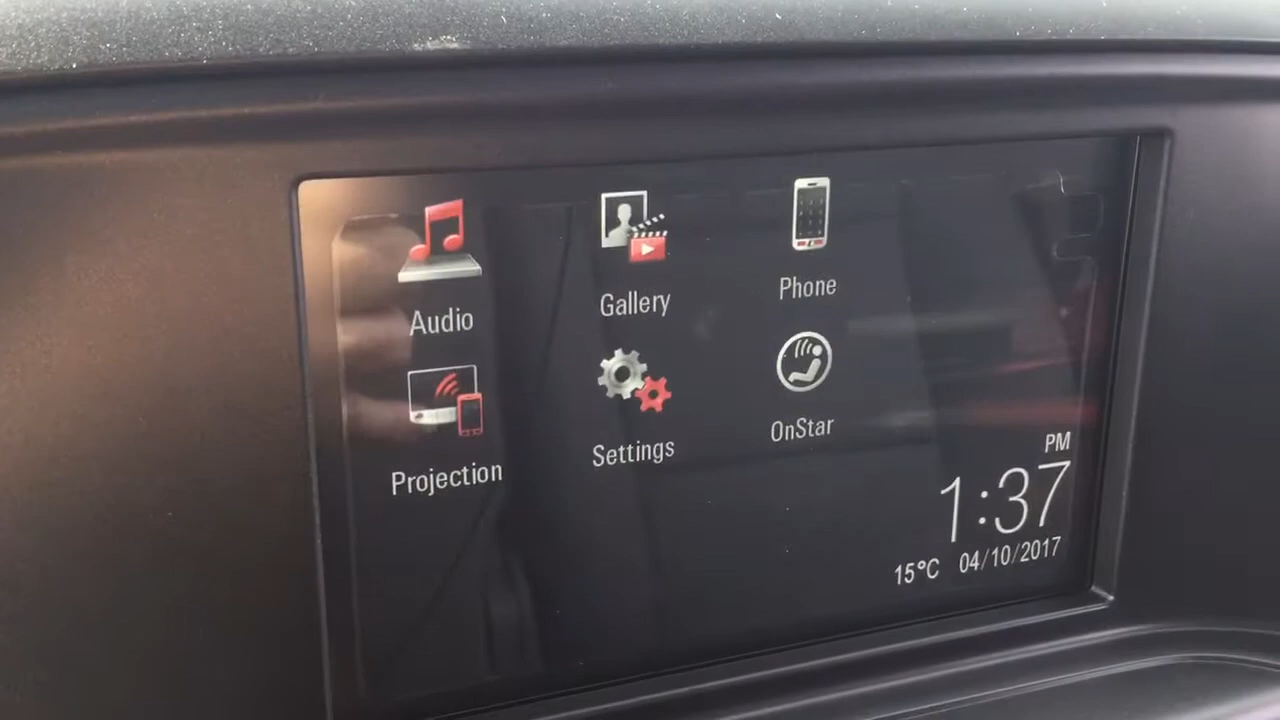 Audio
Gallery
Phone
Projection
Settings
OnStar
PM
1:37
15°C 04/10/2017